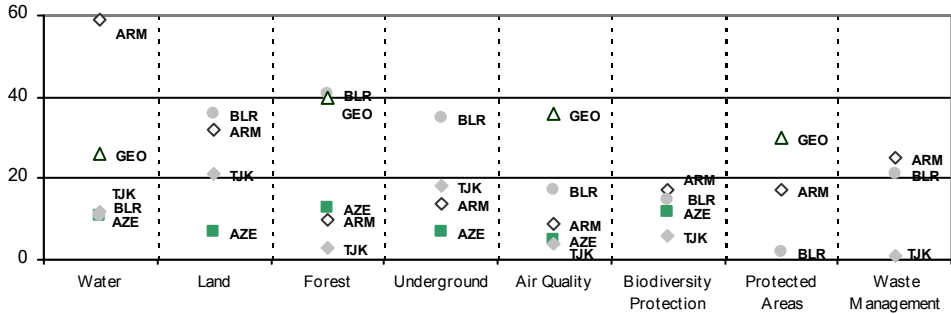 60
ARM
40
BLR
BLR
GEO
GEO
ARM
BLR
GEO
20
TJK
TJK
BLR
ARM
BLR
AZE
TJK
GEO
ARM
ARM
BLR
TJK
BLR
AZE
AZE
ARM
AZE
ARM
AZE
TJK
TJK
AZE
TJK
BLR
TJK
0
Water Land Forest Underground Air Quality Biodiversity Protected Waste
Protection Areas Management